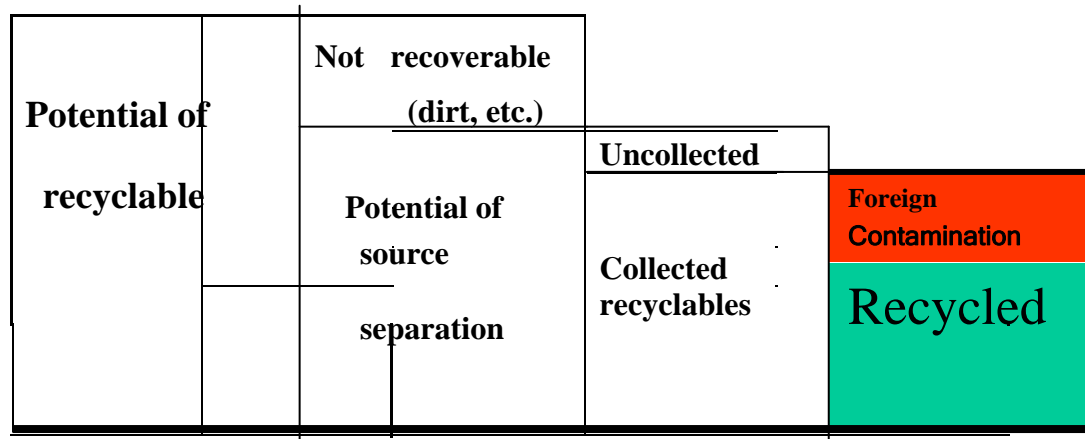 Potential of
recyclable
Not recoverable
(dirt, etc.)
Potential of
source
separation
Uncollected
Collected
recyclables
Foreign
Contamination
Recycled